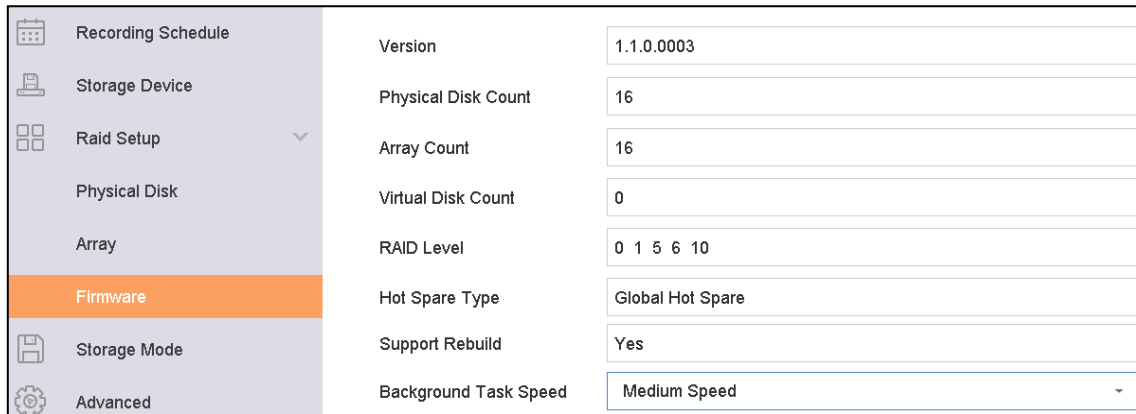 Recording Schedule
Storage Device
Raid Setup
Physical Disk
Array
Firmware
Storage Mode
Advanced
Version 1.1.0.0003
Physical Disk Count 16
Array Count 16
Virtual Disk Count 0
RAID Level 0 1 5 6 10
Hot Spare Type Global Hot Spare
Support Rebuild Yes
Background Task Speed Medium Speed